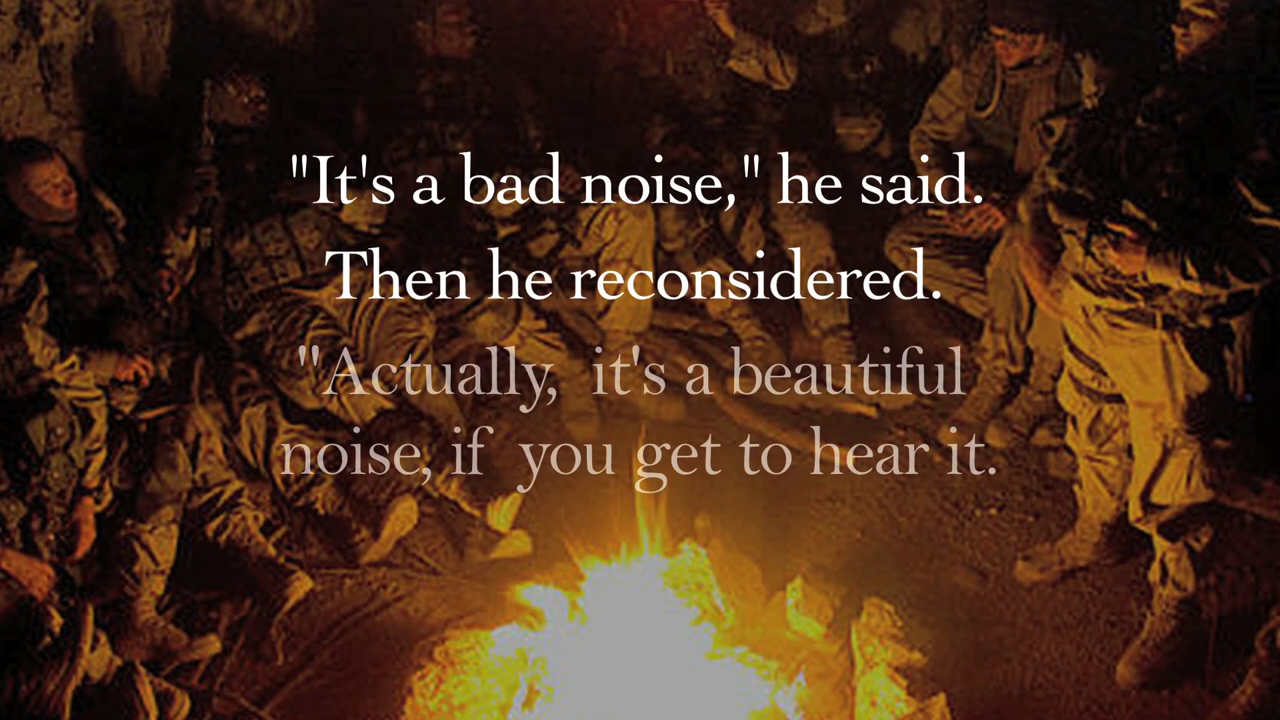 "It's a bad noise," he said.
Then he reconsidered.
"Actually, it's a beautiful
noise, if you get to hear it.